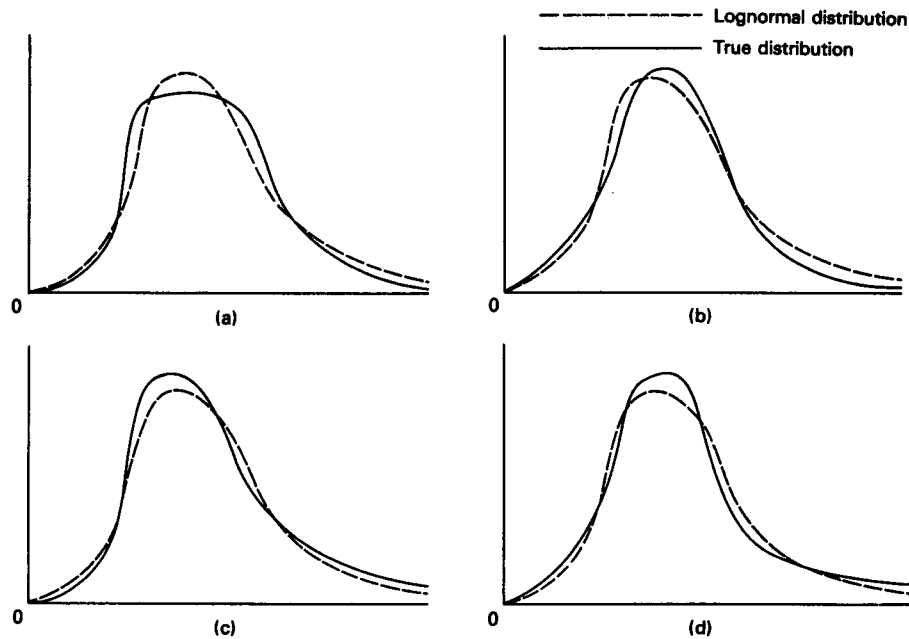 Lognormal distribution
True distribution
0
(a)
0
(b)
0
(c)
0
(d)